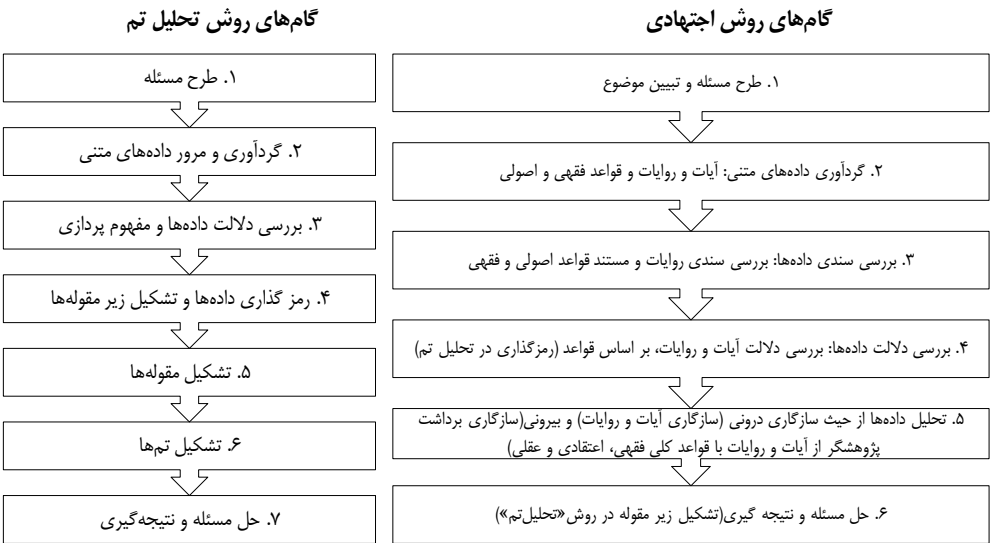 گام‌های روش اجتهادی
۱. طرح مسئله و تبیین موضوع
۲. گردآوری داده‌های متنی: آیات و روایات و قواعد فقهی و اصولی
۳. بررسی سندی داده‌ها: بررسی سندی روایات و مستند قواعد اصولی و فقهی
۴. بررسی دلالت داده‌ها: بررسی دلالت آیات و روایات، بر اساس قواعد (رمزگذاری در تحلیل تم)
۵. تحلیل داده‌ها از حیث سازگاری درونی (سازگاری آیات و روایات) و بیرونی(سازگاری برداشت
پژوهشگر از آیات و روایات با قواعد کلی فقهی، اعتقادی و عقلی)
۶. حل مسئله و نتیجه گیری(تشکیل زیر مقوله در روش«تحلیل‌تم»)
گام‌های روش تحلیل تم
۱. طرح مسئله
۲. گردآوری و مرور داده‌های متنی
۳. بررسی دلالت داده‌ها و مفهوم پردازی
۴. رمز گذاری داده‌ها و تشکیل زیر مقوله‌ها
۵. تشکیل مقوله‌ها
۶. تشکیل تم‌ها
۷. حل مسئله و نتیجه‌گیری